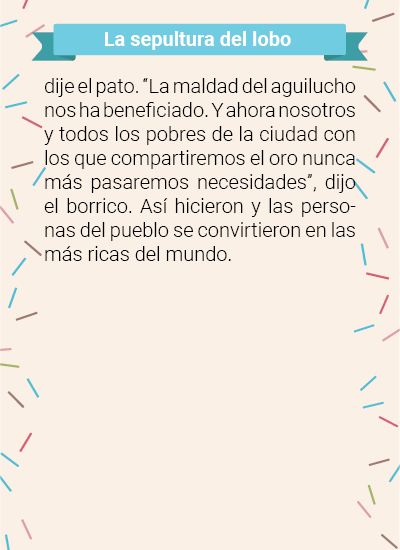 La sepultura del lobo
dije el pato. “La maldad del aguilucho
nos ha beneficiado. Y ahora nosotros
y todos los pobres de la ciudad con
los que compartiremos el oro nunca
más pasaremos necesidades”, dijo
el borrico. Así hicieron y las perso-
nas del pueblo se convirtieron en las
más ricas del mundo.